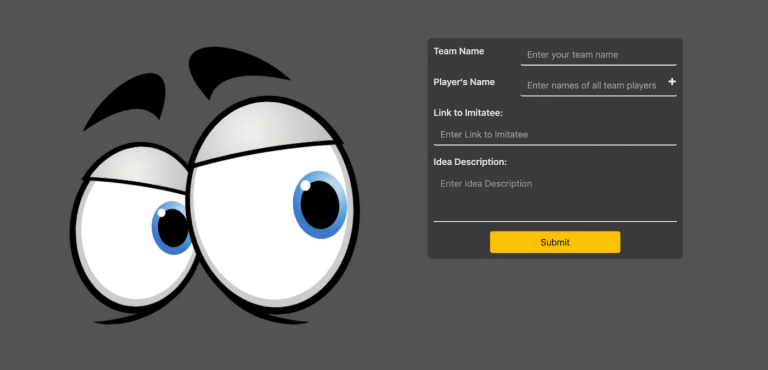 Team Name
Enter your team name
Player's Name
Enter names of all team players
+
Link to Imitatee:
Enter Link to Imitatee
Idea Description:
Enter Idea Description
Submit